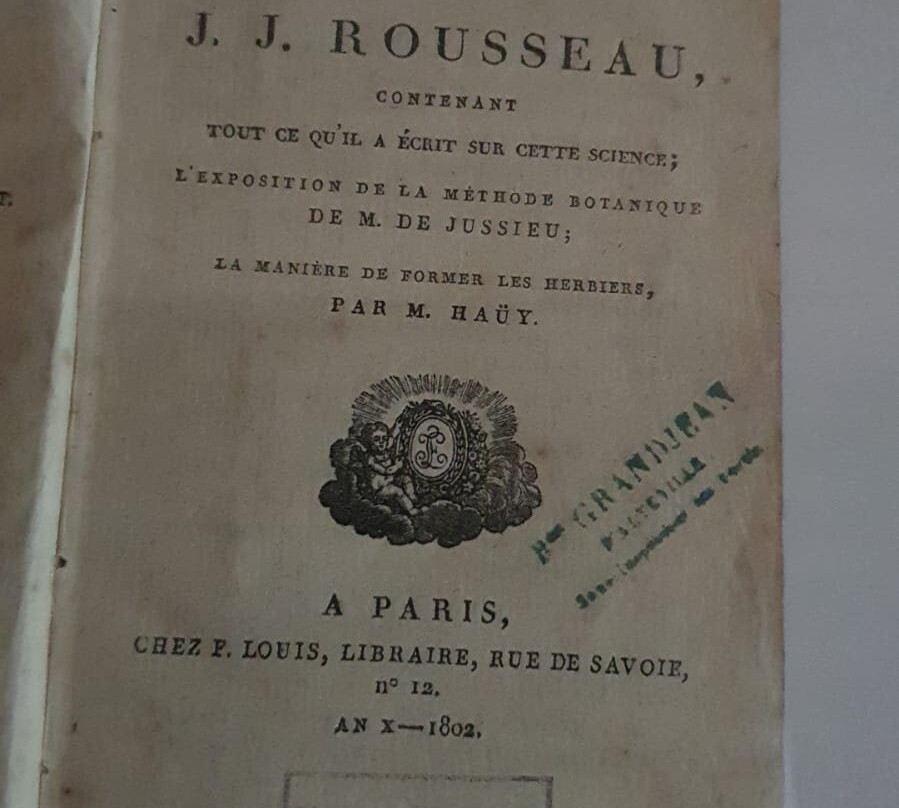 J. J. ROUSSEAU,
CONTENANT
TOUT CE QU'IL A ÉCRIT SUR CETTE SCIENCE;
L'EXPOSITION DE LA MÉTHODE BOTANIQUE
DE M. DE JUSSIEU;
LA MANIÈRE DE FORMER LES HERBIERS,
PAR M. HAÜY.
GRANDJEAN
D'ALTEVILLE
A PARIS,
CHEZ F. LOUIS, LIBRAIRE, RUE DE SAVOIE,
nº 12.
AN X—1802.